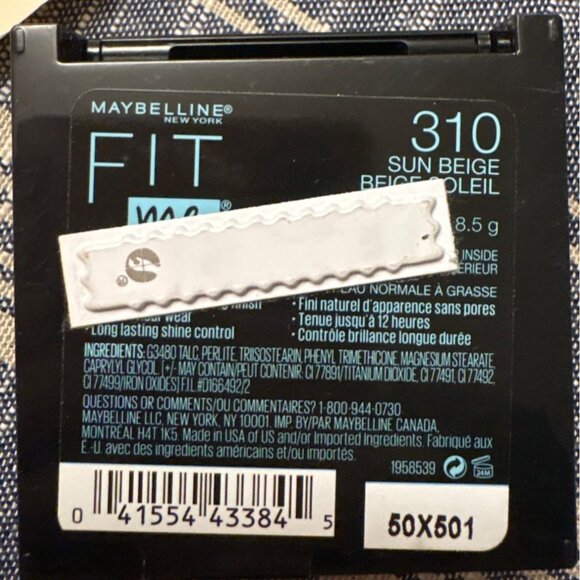 MAYBELLINE®
NEW YORK
FIT
me®
310
SUN BEIGE
BEIGE SOLEIL
8.5 g
INSIDE
NORMALE À GRASSE
finish
• Fini naturel d'apparence sans pores
wear
• Tenue jusqu'à 12 heures
• Long lasting shine control
• Contrôle brillance longue durée
INGREDIENTS: G3480 TALC, PERLITE, TRIISOSTEARIN, PHENYL TRIMETHICONE, MAGNESIUM STEARATE,
CAPRYLYL GLYCOL. [+/- MAY CONTAIN/PEUT CONTENIR. CI 77891/TITANIUM DIOXIDE, CI 77491, CI 77492,
CI 77499/IRON OXIDES] F.I.L. #D166492/2
QUESTIONS OR COMMENTS/OU COMMENTAIRES? 1-800-944-0730
MAYBELLINE LLC, NEW YORK, NY 10001. IMP. BY/PAR MAYBELLINE CANADA,
MONTRÉAL H4T 1K5. Made in USA of US and/or Imported Ingredients. Fabriqué aux
É.-U. avec des ingrédients américains et/ou importés.
1958539
24M
0 41554 43384 5
50X501